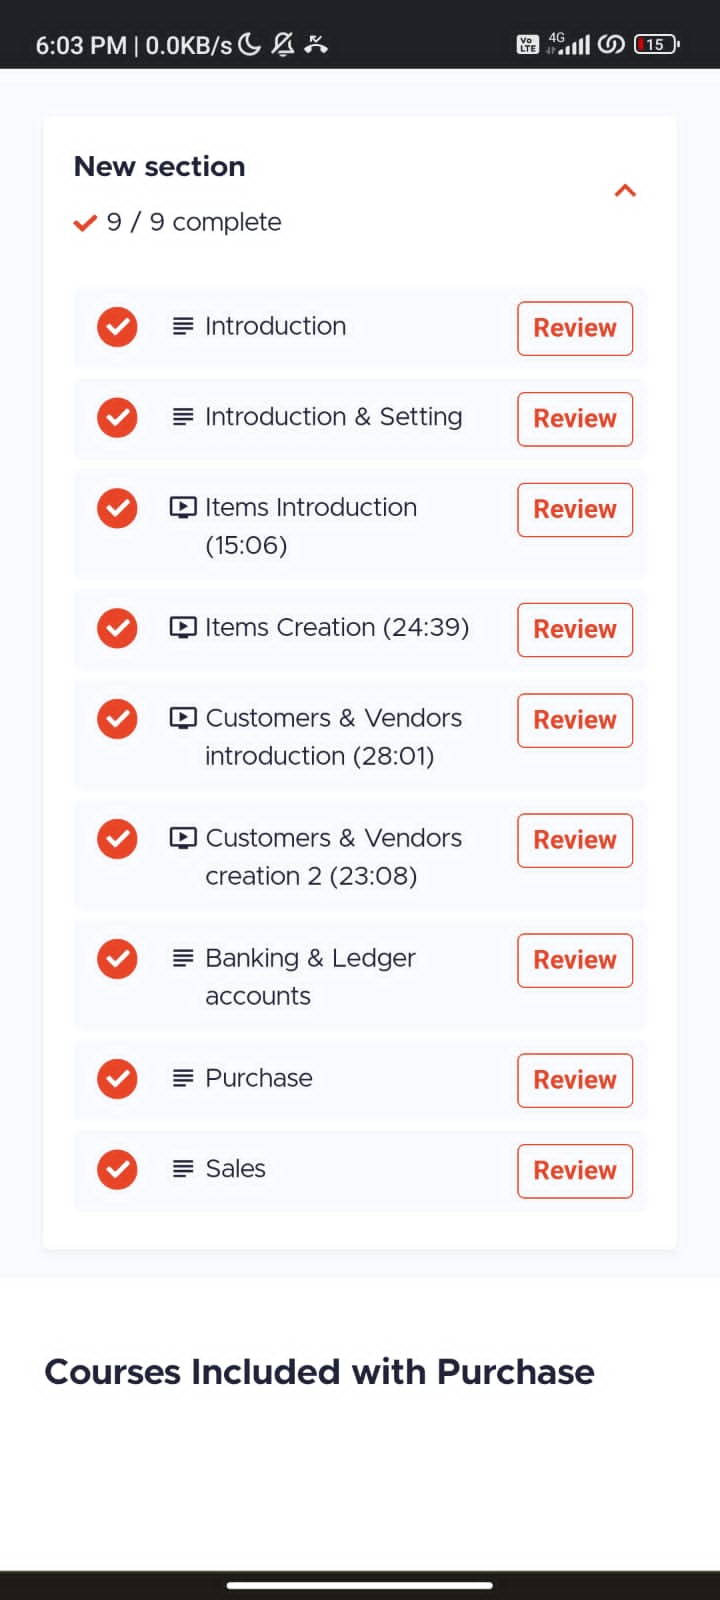 6:03 PM | 0.0KB/s Vo LTE 4G 15
New section
9 / 9 complete
Introduction Review
Introduction & Setting Review
Items Introduction Review
(15:06)
Items Creation (24:39) Review
Customers & Vendors Review
introduction (28:01)
Customers & Vendors Review
creation 2 (23:08)
Banking & Ledger Review
accounts
Purchase Review
Sales Review
Courses Included with Purchase